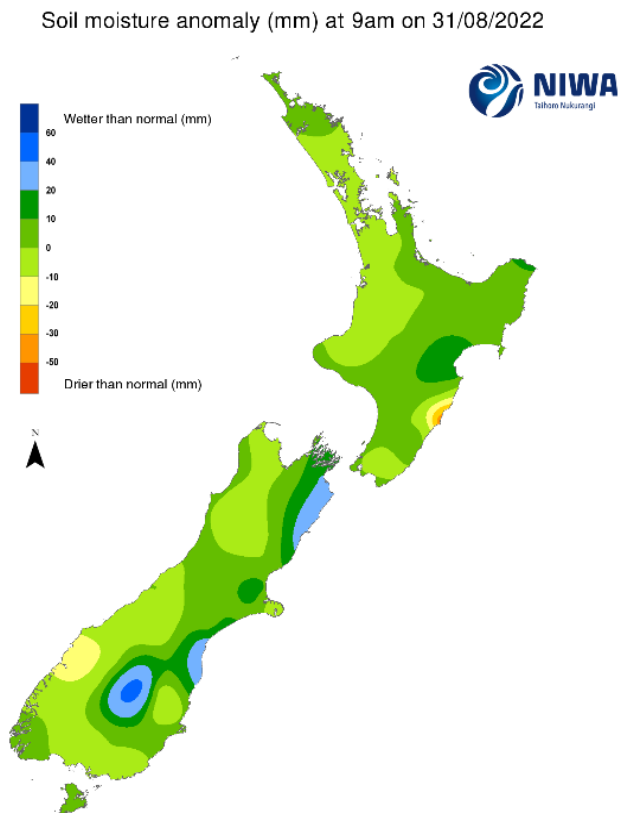 Soil moisture anomaly (mm) at 9am on 31/08/2022
NIWA
Taihoro Nukurangi
Wetter than normal (mm)
60
40
20
10
0
-10
-20
-30
-50
Drier than normal (mm)
N